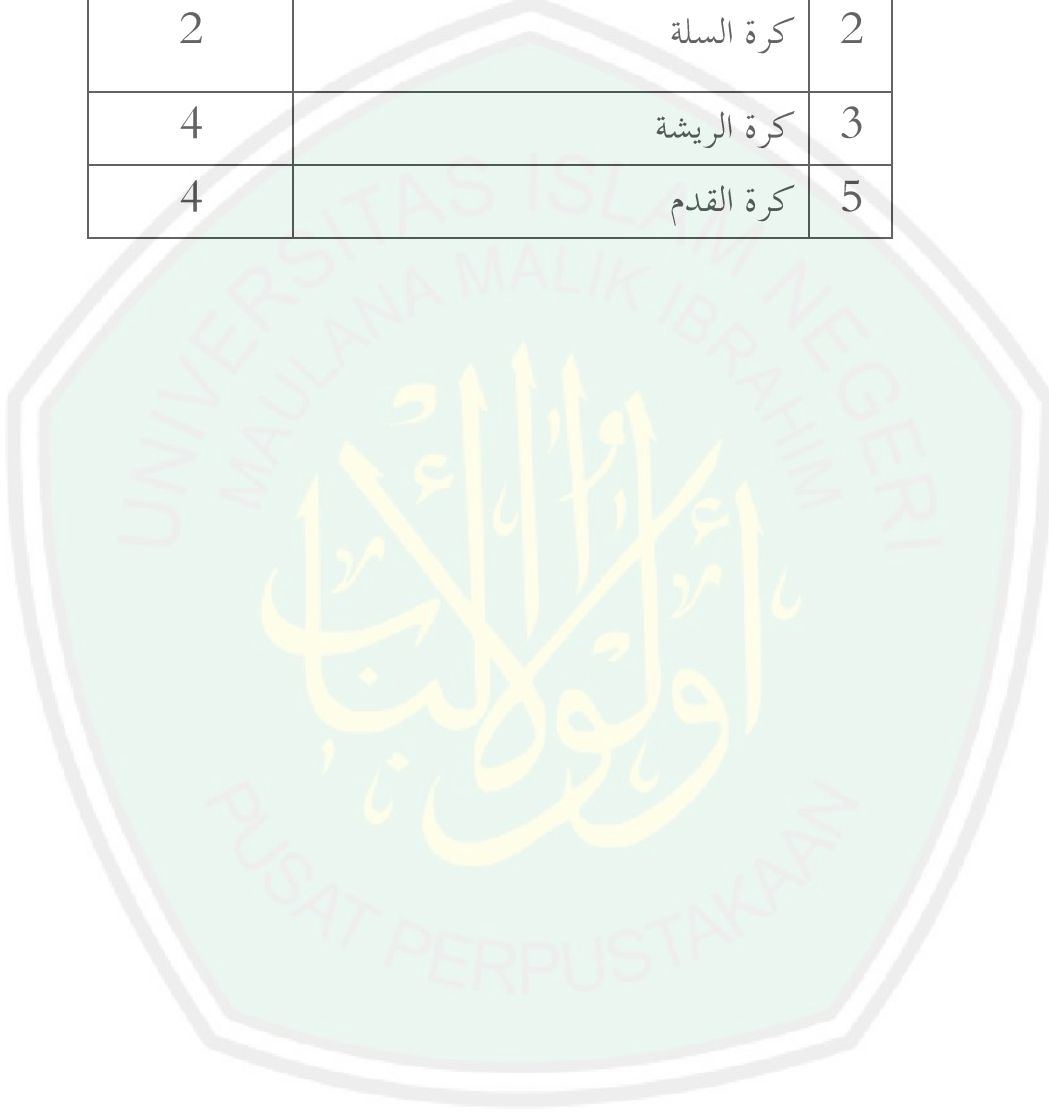 2 كرة السلة 2
3 كرة الريشة 4
5 كرة القدم 4
UNIVERSITAS ISLAM NEGERI
MAULANA MALIK IBRAHIM
أولوا الألباب
PUSAT PERPUSTAKAAN